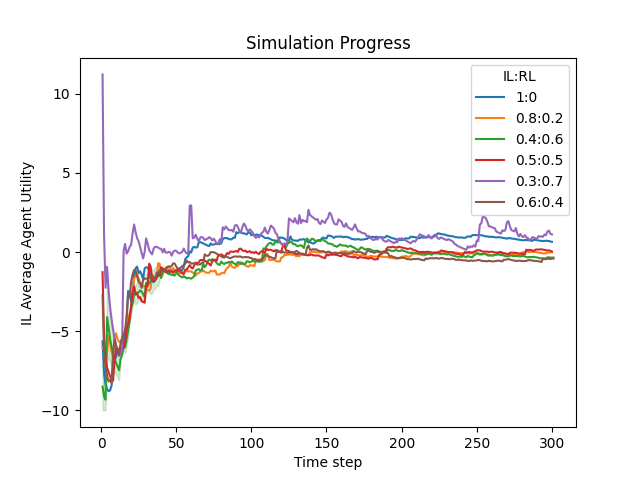 Simulation Progress
IL:RL
1:0
0.8:0.2
0.4:0.6
0.5:0.5
0.3:0.7
0.6:0.4
IL Average Agent Utility
10
5
0
−5
−10
0 50 100 150 200 250 300
Time step